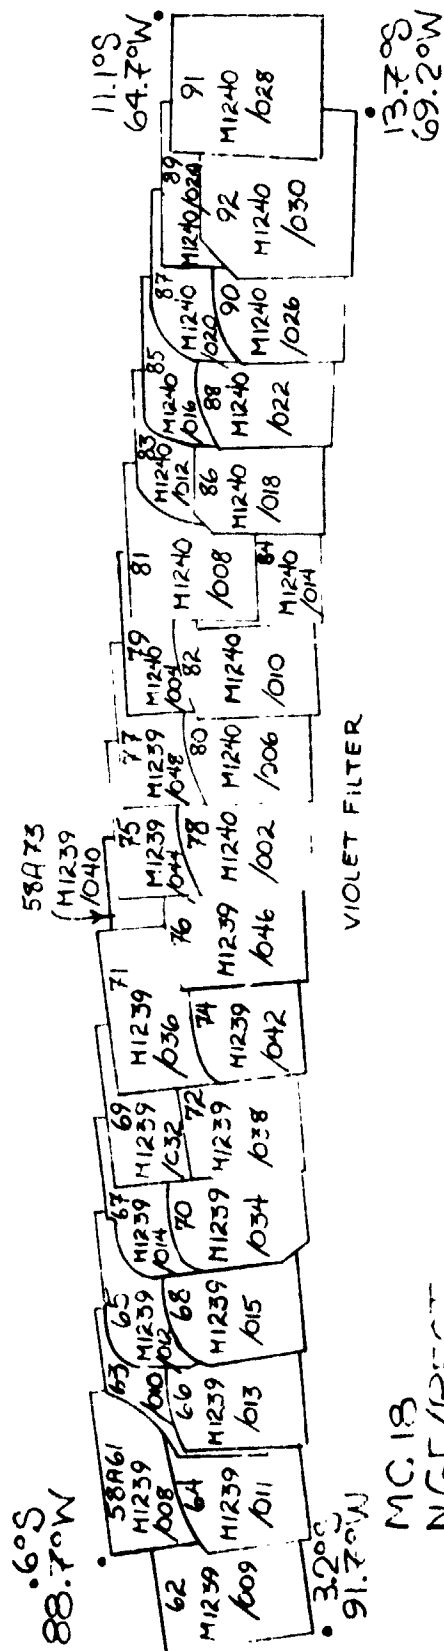 .6°S
88.7°W
58A61
M1239
/008
62
M1239
/009
64
M1239
/011
3.2°S
91.7°W
63
/010
66
M1239
/013
65
M1239
/012
68
M1239
/015
67
M1239
/014
70
M1239
/034
69
M1239
/032
72
M1239
/038
71
M1239
/036
74
M1239
/042
58A73
M1239
/040
76
M1239
/046
75
M1239
/044
78
M1240
/002
77
M1239
/048
80
M1240
/006
79
M1240
/004
82
M1240
/010
81
M1240
/008
84
M1240
/014
83
M1240
/012
86
M1240
/018
85
M1240
/016
88
M1240
/022
87
M1240
/020
90
M1240
/026
89
M1240/024
92
M1240
/030
91
M1240
/028
11.1°S
64.7°W
13.7°S
69.2°W
VIOLET FILTER
MC.18